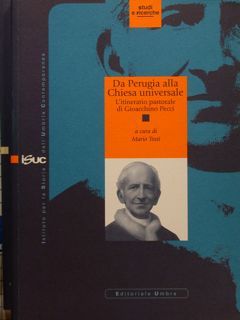 studi e ricerche
Da Perugia alla
Chiesa universale
L'itinerario pastorale
di Gioacchino Pecci
a cura di
Mario Tosti
isuc
Istituto per la Storia dell'Umbria Contemporanea
Editoriale Umbra